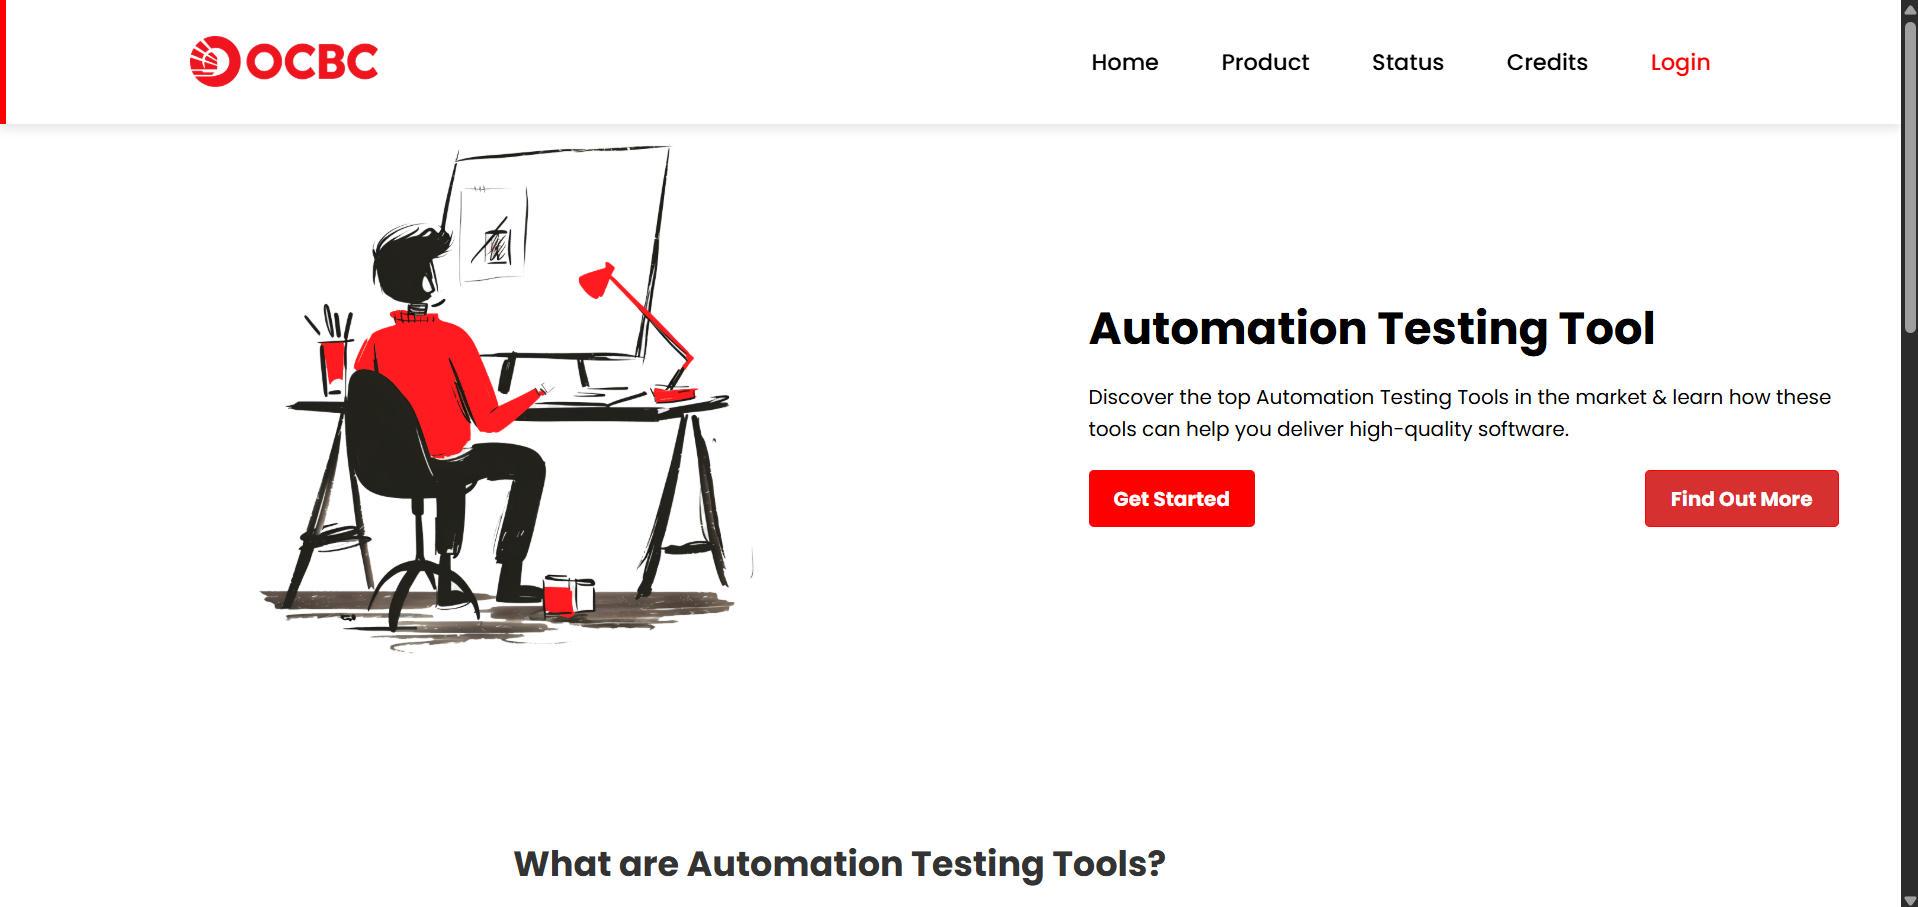 OCBC
Home Product Status Credits Login
Automation Testing Tool
Discover the top Automation Testing Tools in the market & learn how these
tools can help you deliver high-quality software.
Get Started Find Out More
What are Automation Testing Tools?